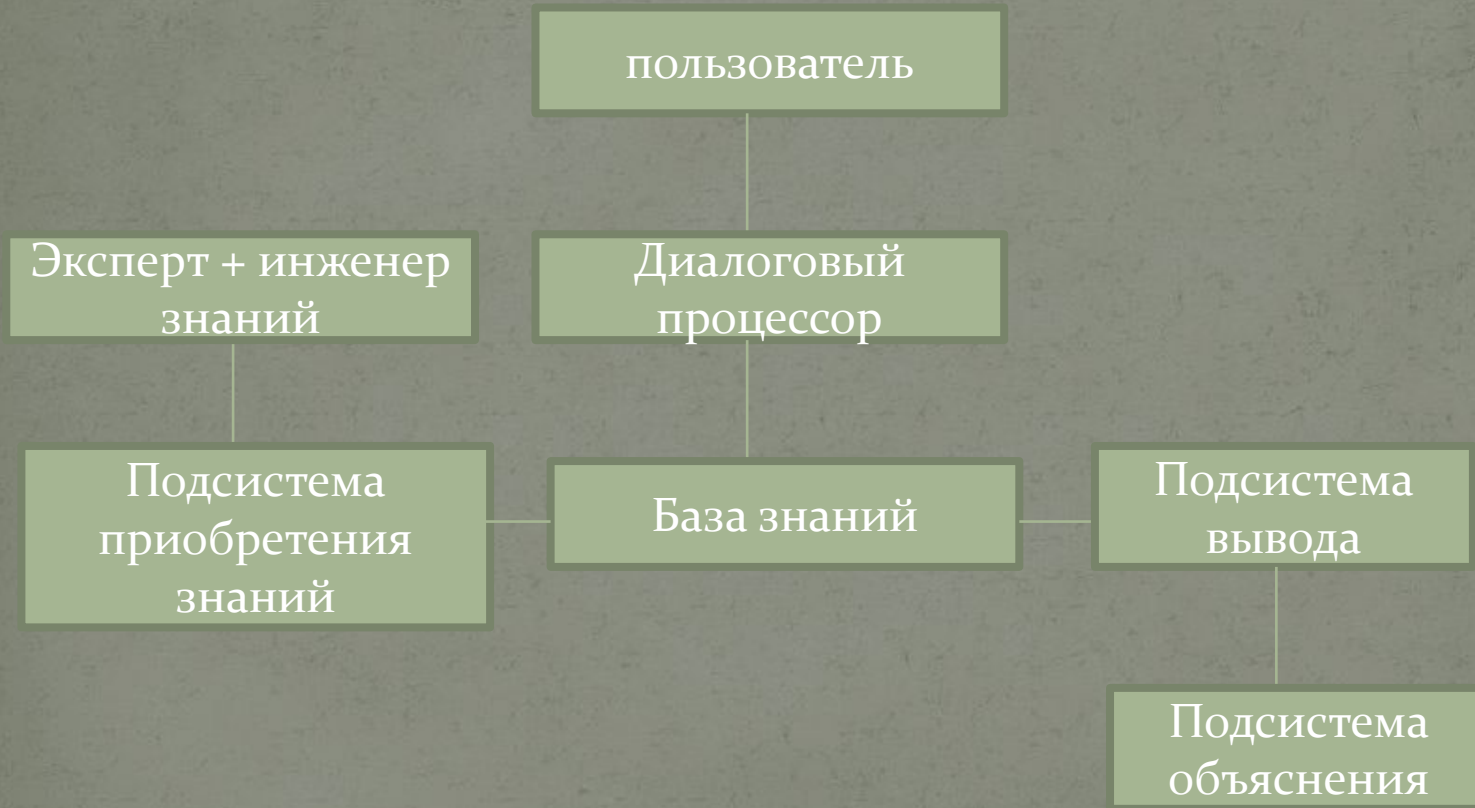 пользователь
Эксперт + инженер
знаний
Диалоговый
процессор
Подсистема
приобретения
знаний
База знаний
Подсистема
вывода
Подсистема
объяснения